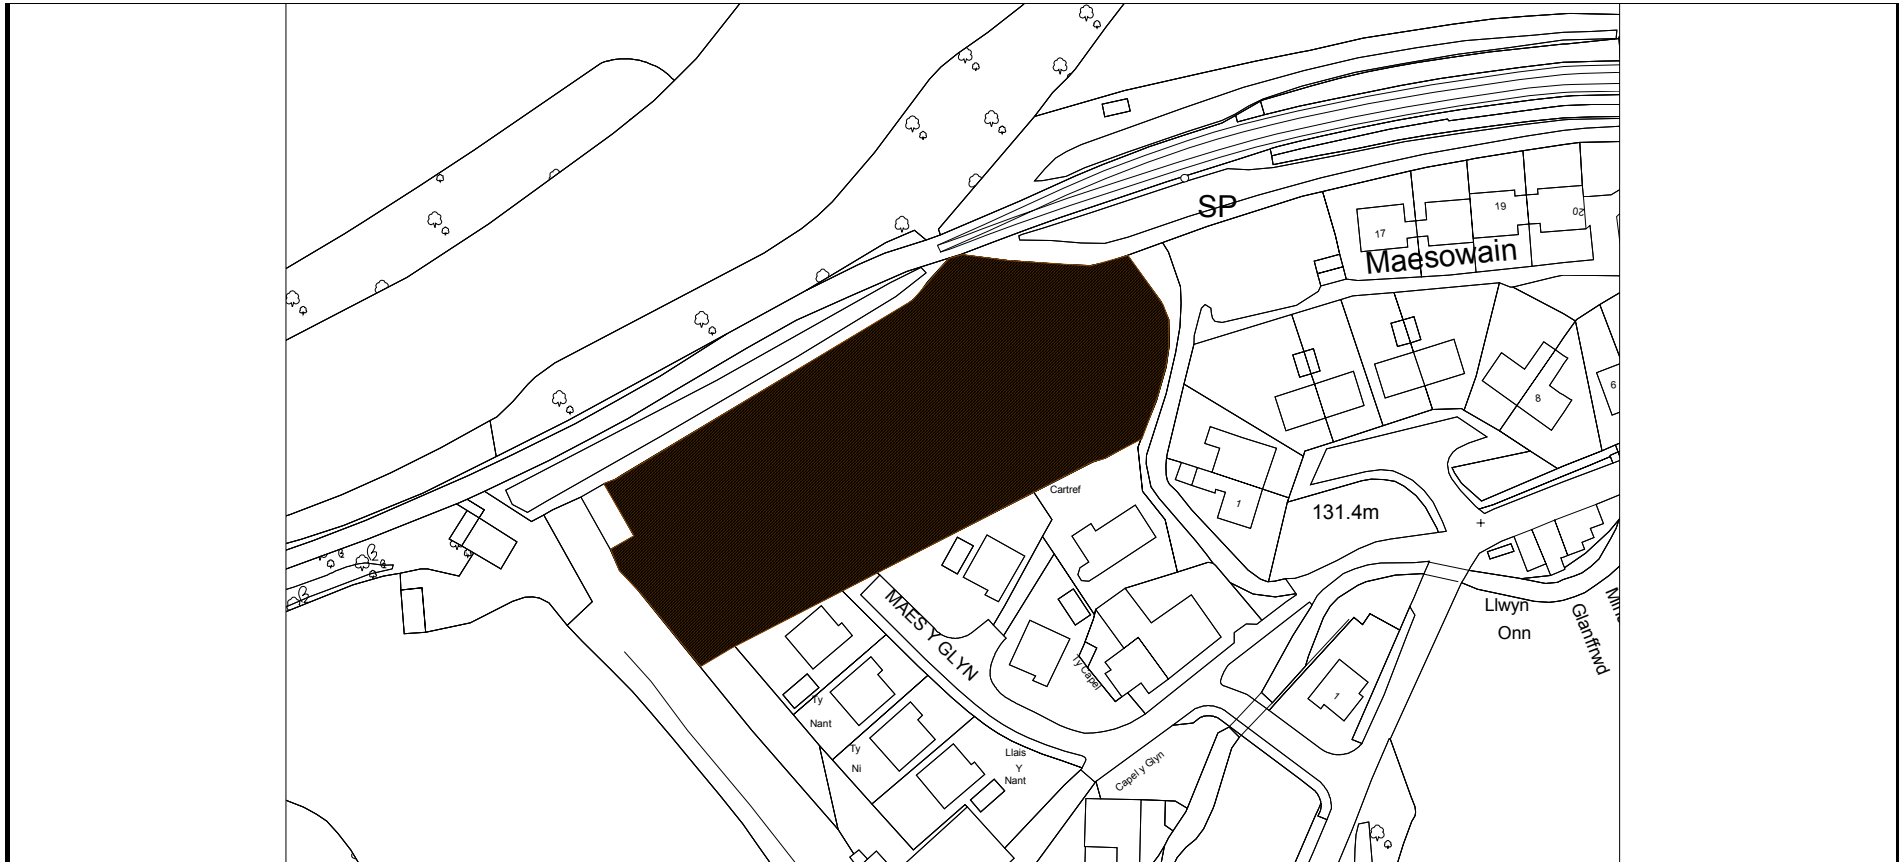 SP
19
20
17
Maesowain
6
8
Cartref
1
131.4m
MAES Y GLYN
Llwyn
Onn
Glanffrwd
Ty Capel
1
Ty
Nant
Ty
Ni
Llais
Y
Nant
Capel y Glyn